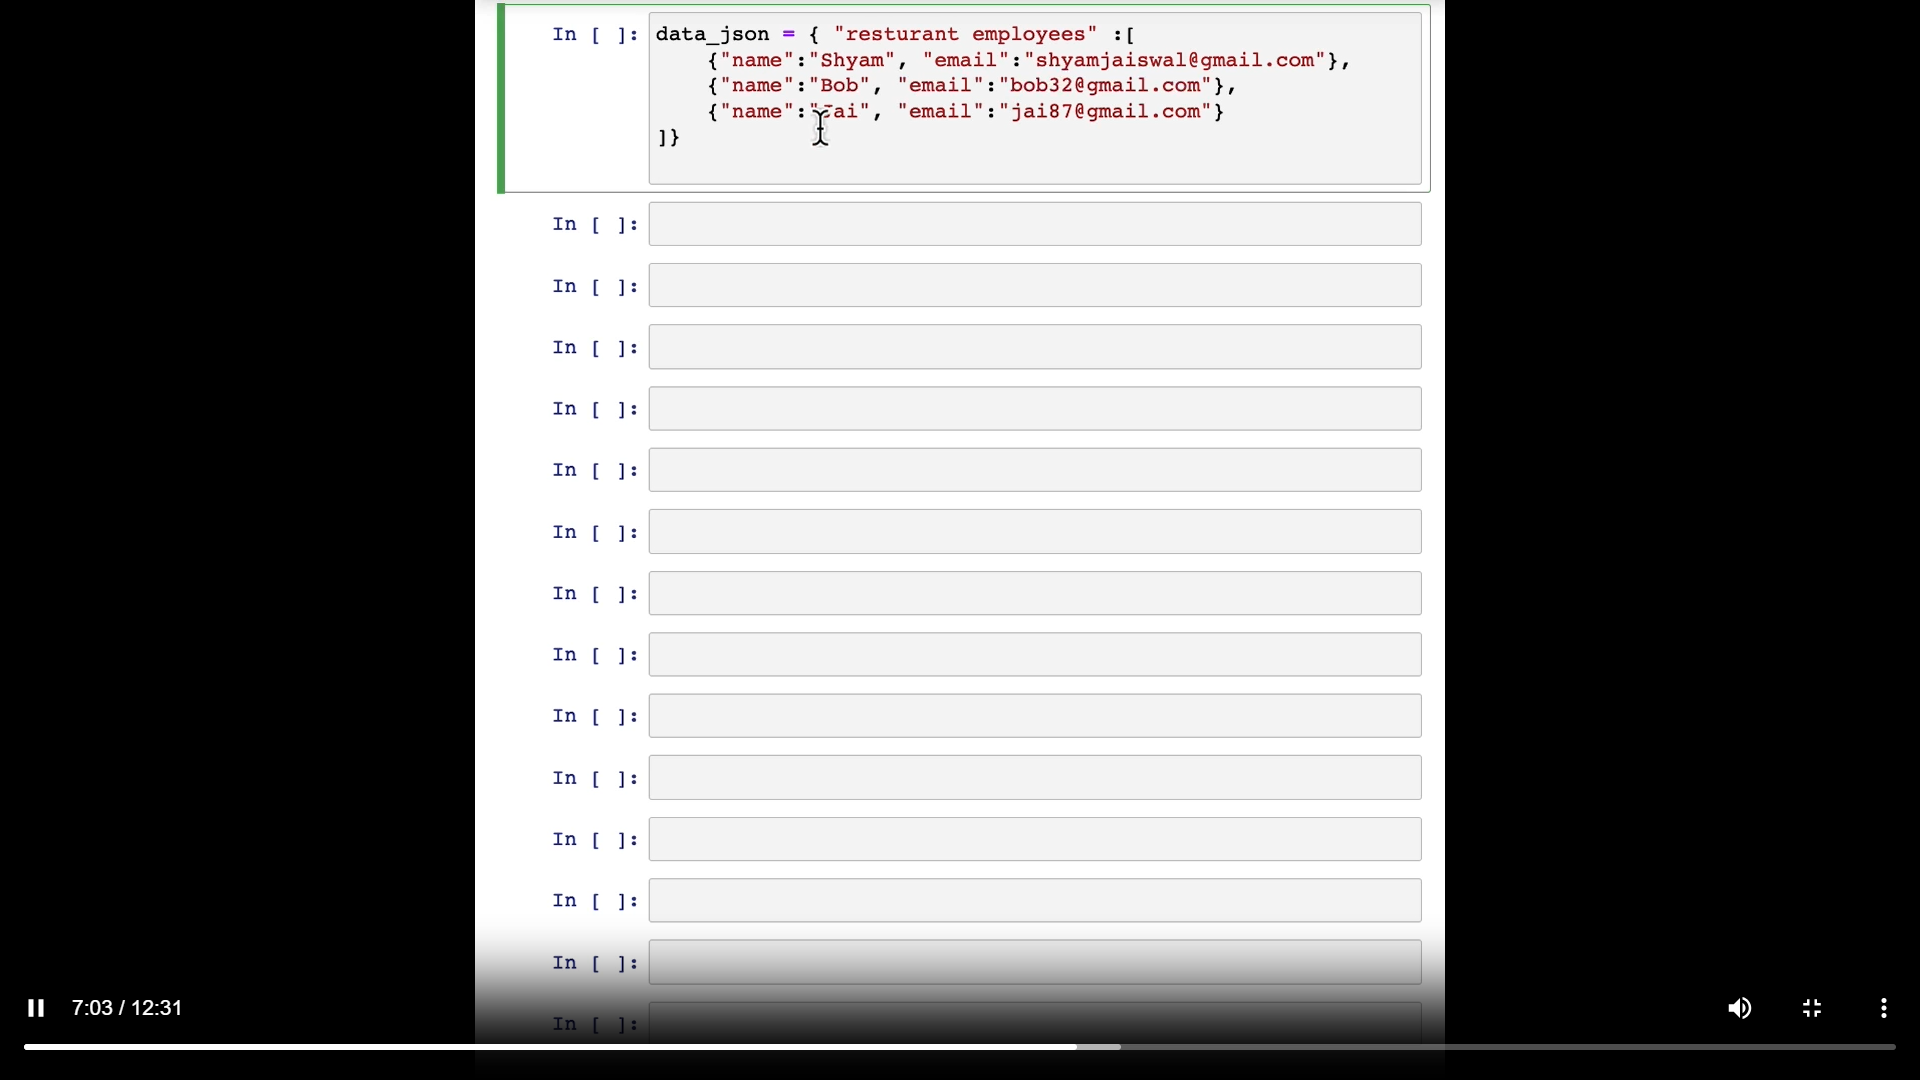 In [ ]: data_json = { "resturant employees" :[
{"name":"Shyam", "email":"shyamjaiswal@gmail.com"},
{"name":"Bob", "email":"bob32@gmail.com"},
{"name":"Jai", "email":"jai87@gmail.com"}
]}
In [ ]:
In [ ]:
In [ ]:
In [ ]:
In [ ]:
In [ ]:
In [ ]:
In [ ]:
In [ ]:
In [ ]:
In [ ]:
In [ ]:
In [ ]:
In [ ]:
7:03 / 12:31